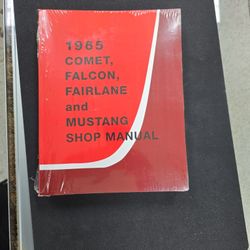 1965
COMET,
FALCON,
FAIRLANE
and
MUSTANG
SHOP MANUAL